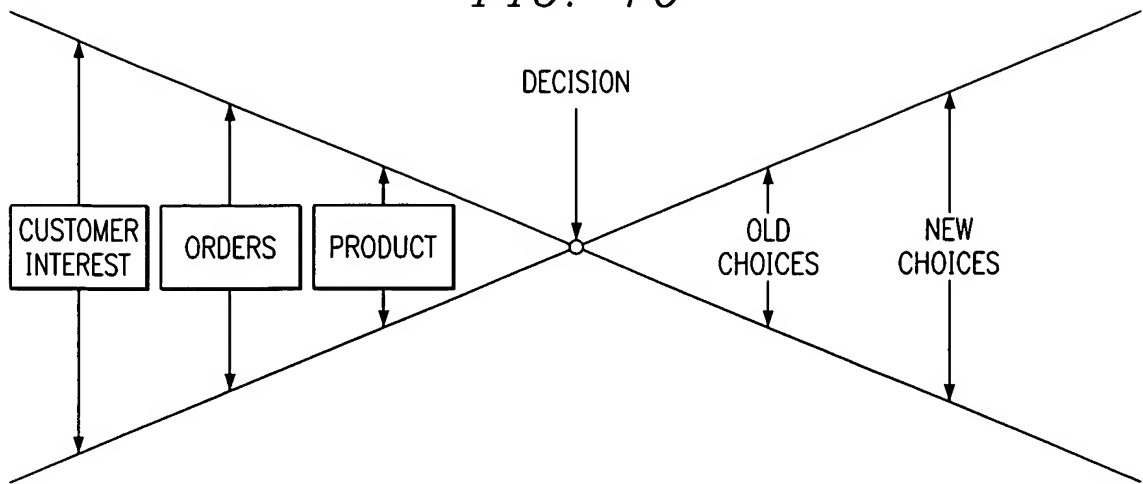 DECISION
CUSTOMER
INTEREST
ORDERS
PRODUCT
OLD
CHOICES
NEW
CHOICES